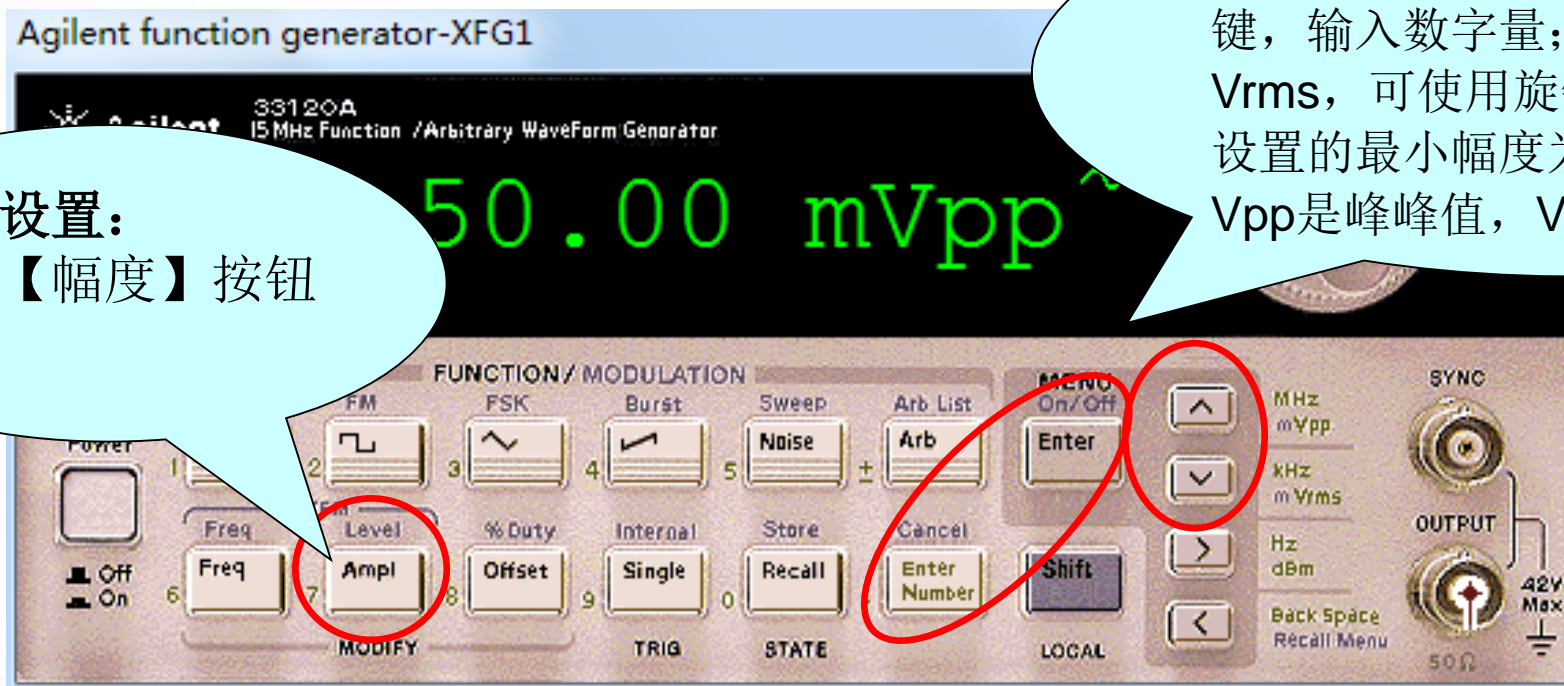 Agilent function generator-XFG1
键，输入数字量；
Vrms，可使用旋
设置的最小幅度
Vpp是峰峰值，V
33120A
15 MHz Function /Arbitrary WaveForm Genorator
设置：
【幅度】按钮
50.00 mVpp
FUNCTION/ MODULATION
MENU
SYNC
FM FSK Burst Sweep Arb List On/Off
MHz
mVpp
Power
1 2 3 4 5 Noise ± Arb Enter
kHz
m Vrms
OUTPUT
Freq Level % Duty Internal Store Cancel
Hz
dBm
Off
On
6 Freq 7 Ampl 8 Offset 9 Single 0 Recall Enter Number Shift
42V
Max
Back Space
Recall Menu
MODIFY TRIG STATE LOCAL
50Ω